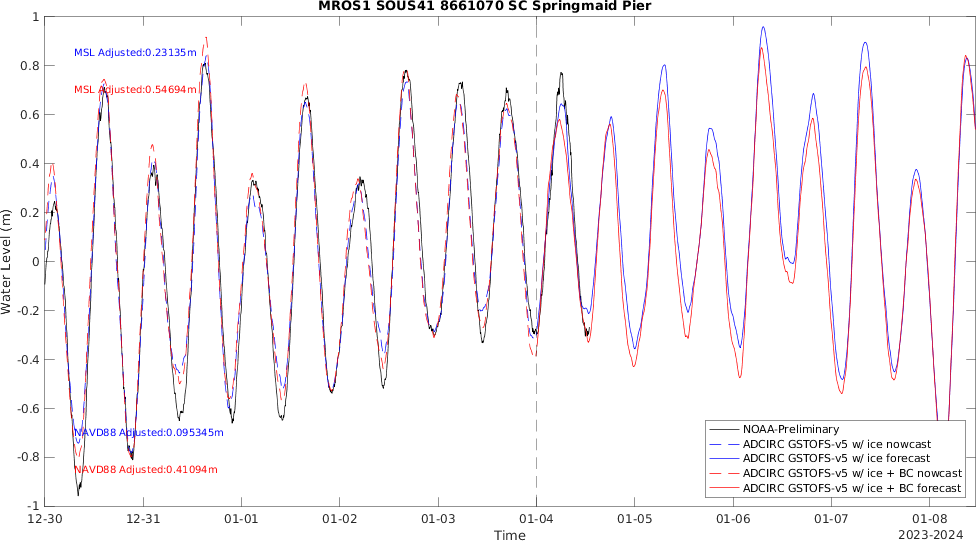 MROS1 SOUS41 8661070 SC Springmaid Pier
1
0.8
0.6
0.4
0.2
0
-0.2
-0.4
-0.6
-0.8
-1
Water Level (m)
MSL Adjusted:0.23135m
MSL Adjusted:0.54694m
NAVD88 Adjusted:0.095345m
NAVD88 Adjusted:0.41094m
NOAA-Preliminary
ADCIRC GSTOFS-v5 w/ ice nowcast
ADCIRC GSTOFS-v5 w/ ice forecast
ADCIRC GSTOFS-v5 w/ ice + BC nowcast
ADCIRC GSTOFS-v5 w/ ice + BC forecast
12-30 12-31 01-01 01-02 01-03 01-04 01-05 01-06 01-07 01-08
Time
2023-2024